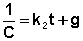 1/C = k₂t + g